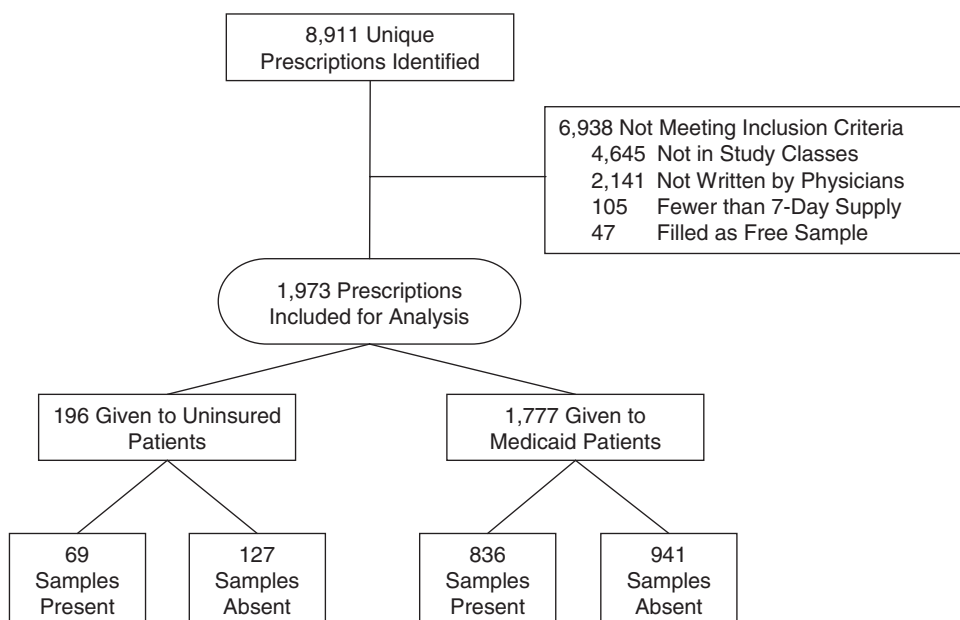 8,911 Unique
Prescriptions Identified
6,938 Not Meeting Inclusion Criteria
4,645 Not in Study Classes
2,141 Not Written by Physicians
105 Fewer than 7-Day Supply
47 Filled as Free Sample
1,973 Prescriptions
Included for Analysis
196 Given to Uninsured
Patients
1,777 Given to
Medicaid Patients
69
Samples
Present
127
Samples
Absent
836
Samples
Present
941
Samples
Absent